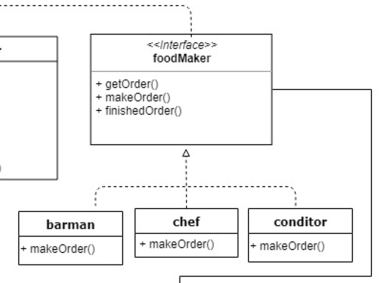 <<Interface>>
foodMaker
+ getOrder()
+ makeOrder()
+ finishedOrder()
barman
+ makeOrder()
chef
+ makeOrder()
conditor
+ makeOrder()